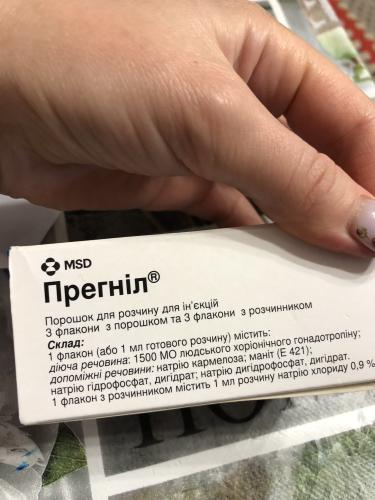 MSD
Прегніл®
Порошок для розчину для ін'єкцій
3 флакони з порошком та 3 флакони з розчинником
Склад:
1 флакон (або 1 мл готового розчину) містить:
діюча речовина: 1500 МО людського хоріонічного гонадотропіну;
допоміжні речовини: натрію кармелоза; маніт (Е 421);
натрію гідрофосфат, дигідрат; натрію дигідрофосфат, дигідрат.
1 флакон з розчинником містить 1 мл розчину натрію хлориду 0,9 %